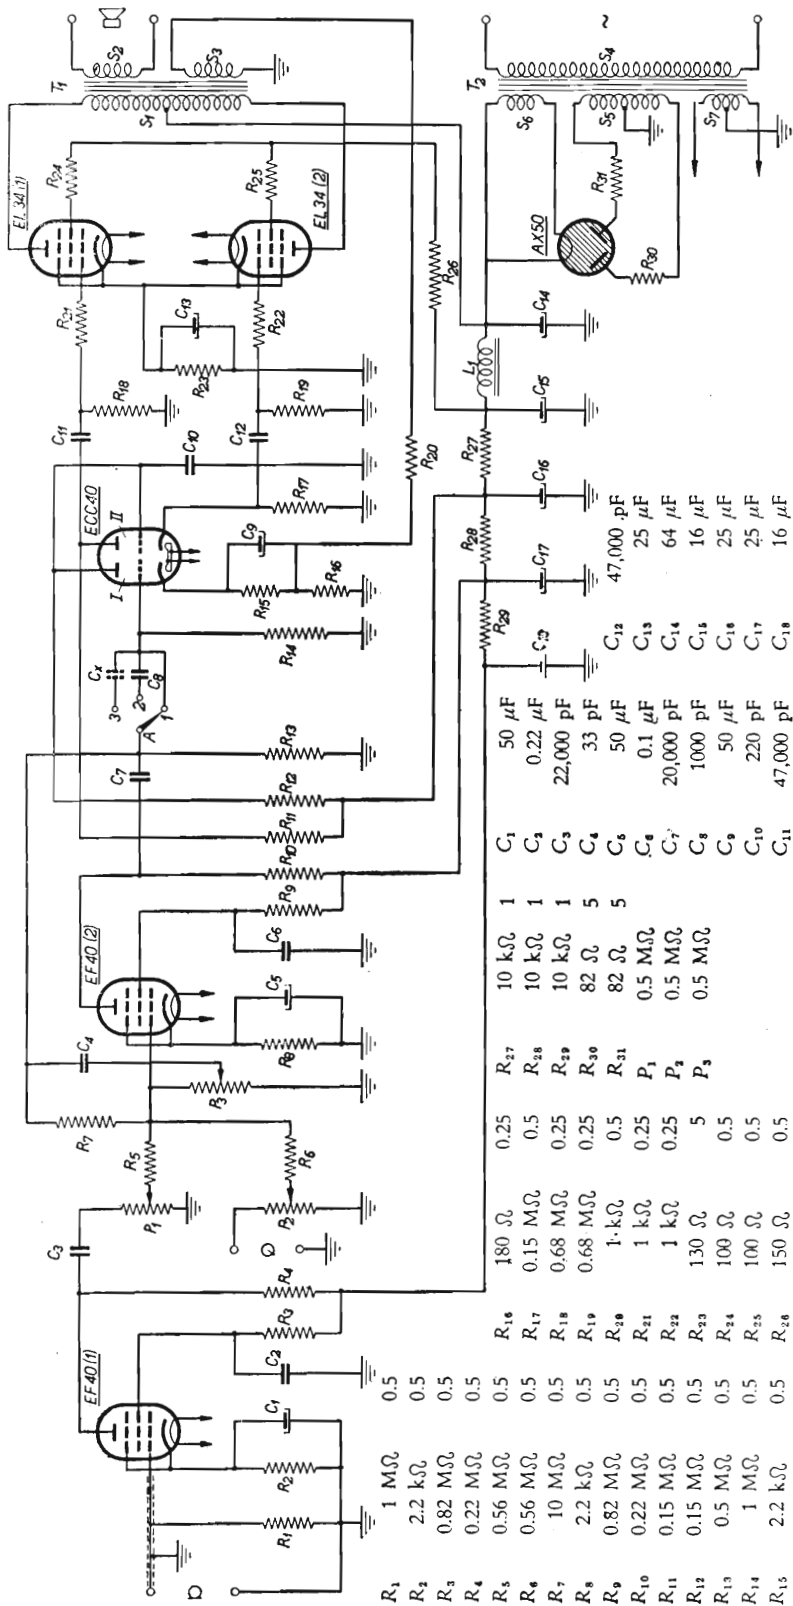 EF40(1)
C3
R7
C4
EF40(2)
C7
A
3
2
1
Cx
C8
I
II
ECC40
C11
R21
EL34(1)
R24
T1
S1
S2
S3
R5
P1
P3
R6
P2
R18
C10
C12
R22
C13
R23
R25
EL34(2)
R1
R2
C1
C2
R3
R4
R8
C5
C6
R9
R10
R11
R12
R13
R14
R15
C9
R16
R17
R19
R20
R26
R29
R28
R27
L1
C17
C16
C15
C14
AX50
R30
R31
T2
S6
S5
S7
S4
~
R1 1 MΩ 0.5
R2 2.2 kΩ 0.5
R3 0.82 MΩ 0.5
R4 0.22 MΩ 0.5
R5 0.56 MΩ 0.5 R16 180 Ω 0.25 R27 10 kΩ 1 C1 50 μF
R6 0.56 MΩ 0.5 R17 0.15 MΩ 0.5 R28 10 kΩ 1 C2 0.22 μF
R7 10 MΩ 0.5 R18 0.68 MΩ 0.25 R29 10 kΩ 1 C3 22,000 pF
R8 2.2 kΩ 0.5 R19 0.68 MΩ 0.25 R30 82 Ω 5 C4 33 pF
R9 0.82 MΩ 0.5 R20 1 kΩ 0.5 R31 82 Ω 5 C5 50 μF C12 47,000 pF
R10 0.22 MΩ 0.5 R21 1 kΩ 0.25 P1 0.5 MΩ C6 0.1 μF C13 25 μF
R11 0.15 MΩ 0.5 R22 1 kΩ 0.25 P2 0.5 MΩ C7 20,000 pF C14 64 μF
R12 0.15 MΩ 0.5 R23 130 Ω 5 P3 0.5 MΩ C8 1000 pF C15 16 μF
R13 0.5 MΩ 0.5 R24 100 Ω 0.5 C9 50 μF C16 25 μF
R14 1 MΩ 0.5 R25 100 Ω 0.5 C10 220 pF C17 25 μF
R15 2.2 kΩ 0.5 R26 150 Ω 0.5 C11 47,000 pF C18 16 μF